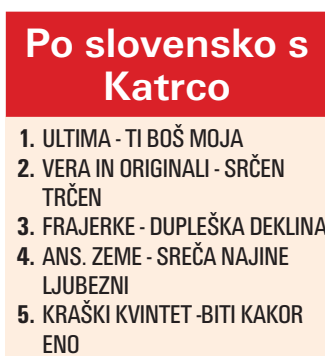 Po slovensko s
Katrco
1. ULTIMA - TI BOŠ MOJA
2. VERA IN ORIGINALI - SRČEN
TRČEN
3. FRAJERKE - DUPLEŠKA DEKLINA
4. ANS. ZEME - SREČA NAJINE
LJUBEZNI
5. KRAŠKI KVINTET -BITI KAKOR
ENO